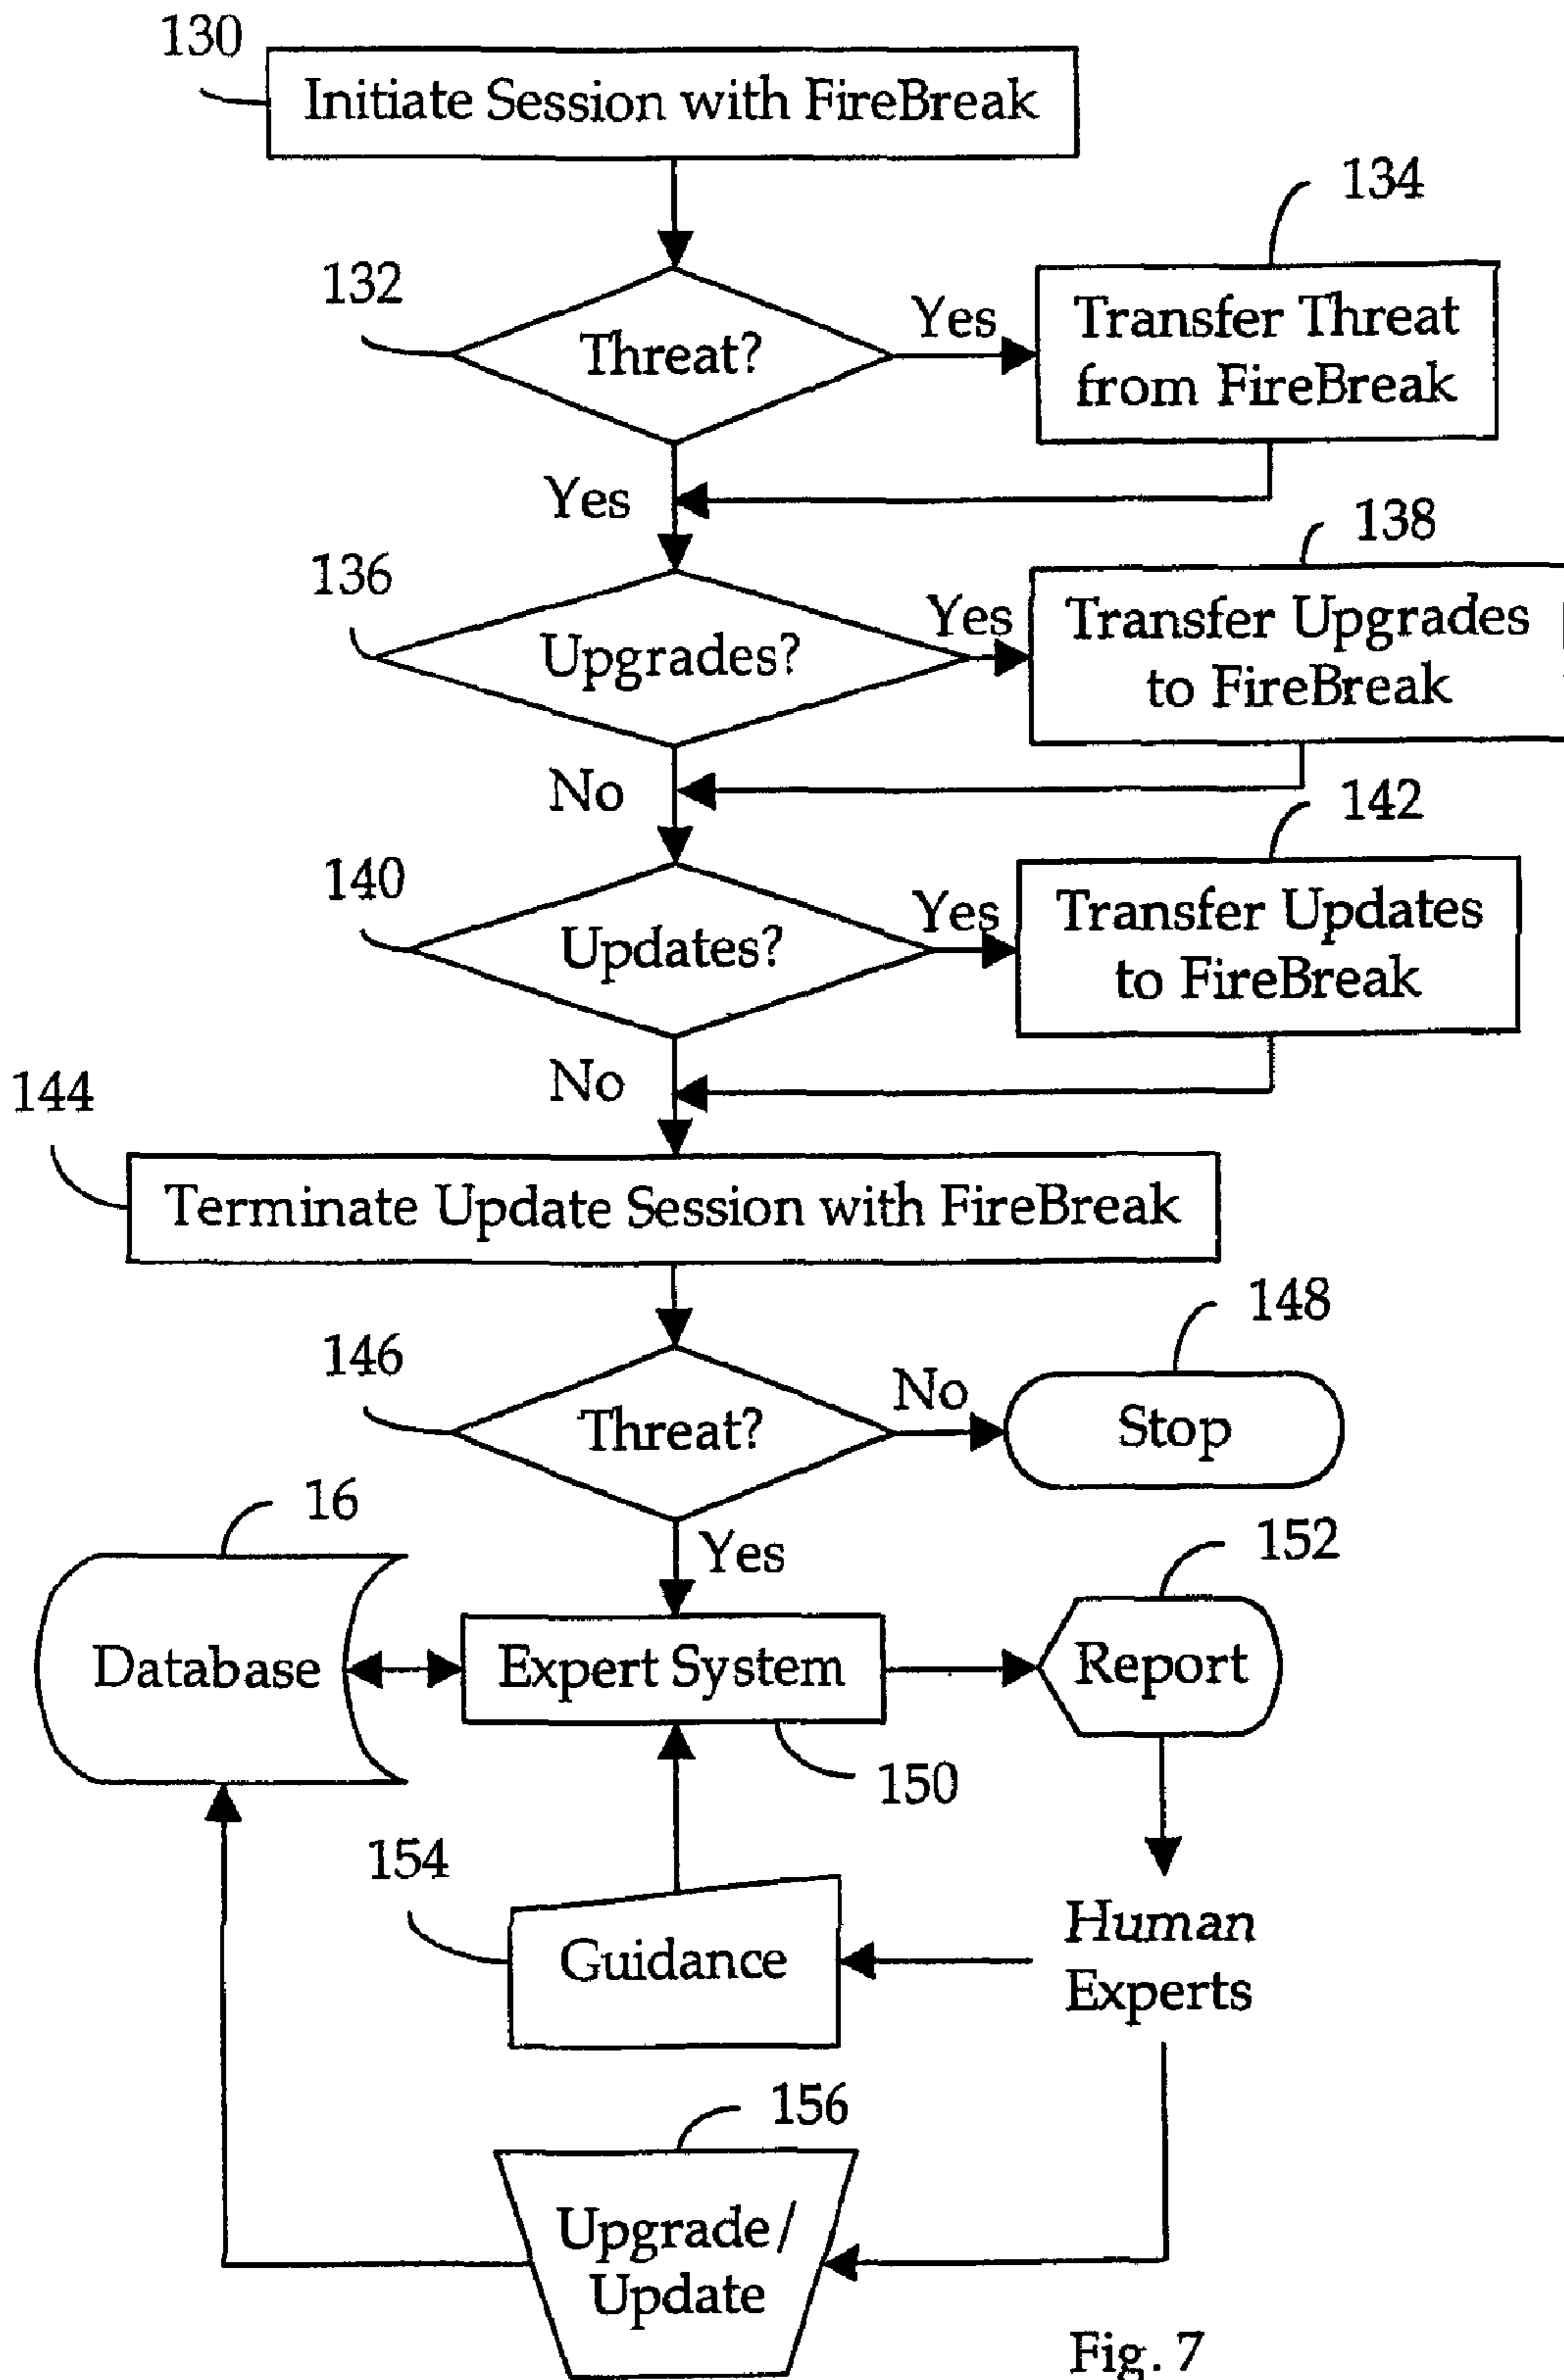 130
Initiate Session with FireBreak
134
132
Threat?
Yes
Transfer Threat
from FireBreak
Yes
138
136
Upgrades?
Yes
Transfer Upgrades
to FireBreak
No
142
140
Updates?
Yes
Transfer Updates
to FireBreak
No
144
Terminate Update Session with FireBreak
148
146
Threat?
No
Stop
16
Yes
152
Database
Expert System
Report
150
154
Guidance
Human
Experts
156
Upgrade/
Update
Fig. 7